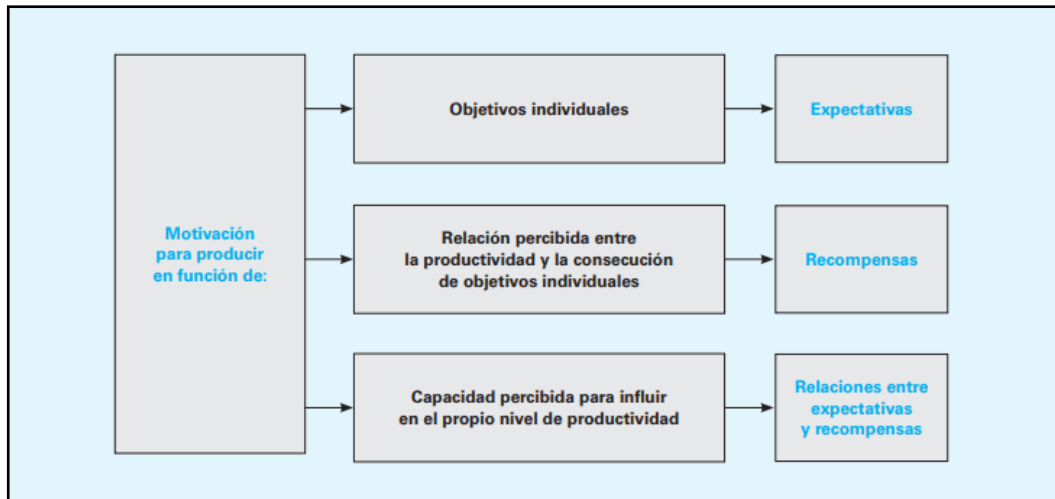 Motivación
para producir
en función de:
Objetivos individuales
Expectativas
Relación percibida entre
la productividad y la consecución
de objetivos individuales
Recompensas
Capacidad percibida para influir
en el propio nivel de productividad
Relaciones entre
expectativas
y recompensas